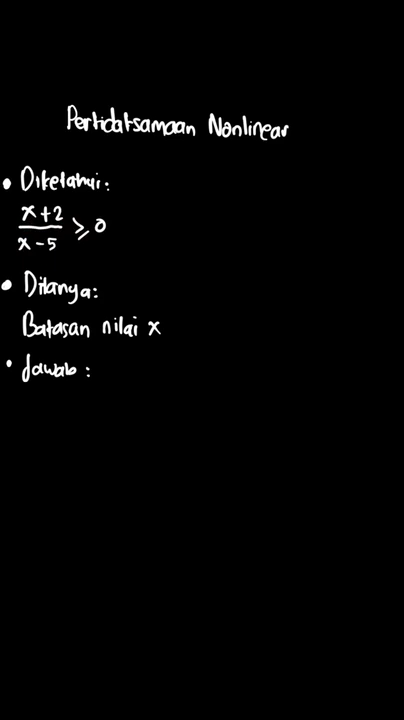 Pertidaksamaan Nonlinear
• Diketahui:
x+2
x-5 ≥ 0
• Ditanya:
Batasan nilai x
• Jawab: